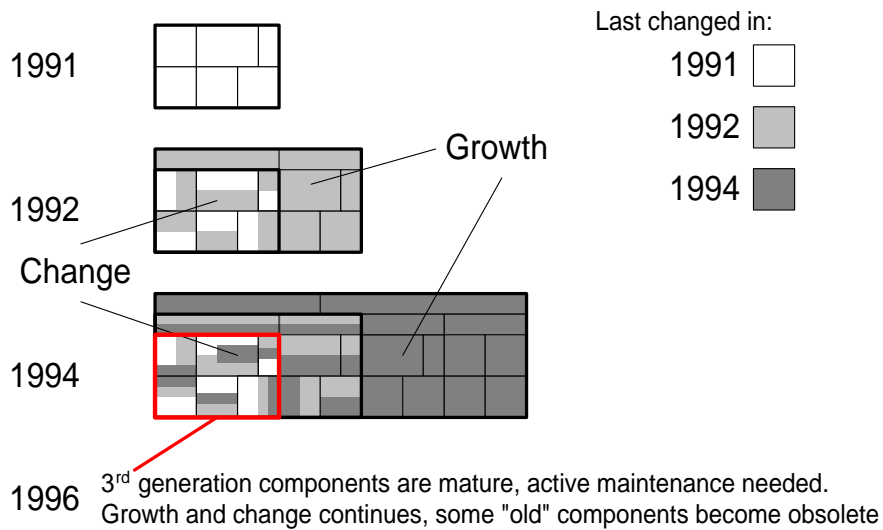 Last changed in:
1991
1991
1992
Growth
1994
1992
Change
1994
1996
3rd generation components are mature, active maintenance needed.
Growth and change continues, some "old" components become obsolete